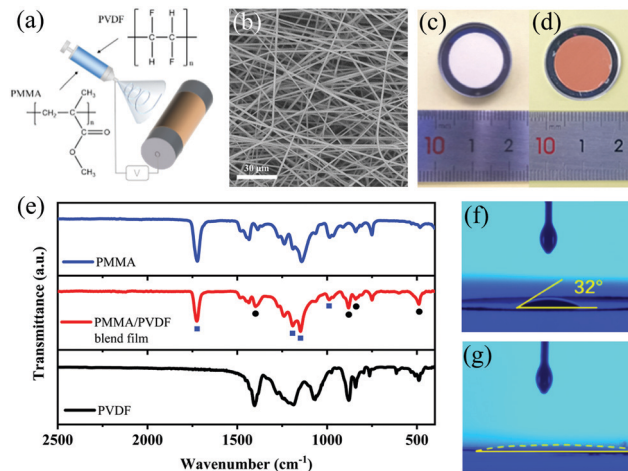 (a)
PVDF
F H
C C
H F
n
PMMA
CH₃
CH₂ C
n
C O
O
CH₃
V
(b)
30 μm
(c)
10 1 2
(d)
10 1 2
(e)
Transmittance (a.u.)
PMMA
PMMA/PVDF
blend film
PVDF
2500 2000 1500 1000 500
Wavenumber (cm⁻¹)
(f)
32°
(g)